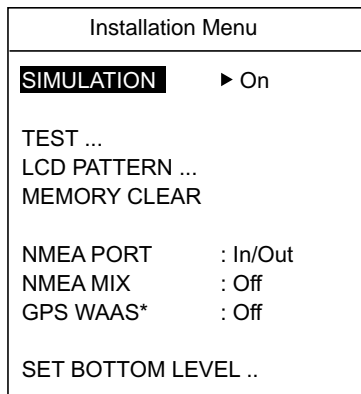 Installation Menu
SIMULATION ▶ On
TEST ...
LCD PATTERN ...
MEMORY CLEAR
NMEA PORT : In/Out
NMEA MIX : Off
GPS WAAS* : Off
SET BOTTOM LEVEL ..